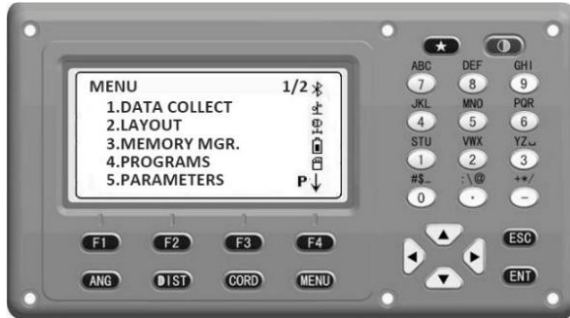 MENU 1/2
1.DATA COLLECT
2.LAYOUT
3.MEMORY MGR.
4.PROGRAMS
5.PARAMETERS P↓
F1 F2 F3 F4
ANG DIST CORD MENU
ABC DEF GHI
7 8 9
JKL MNO PQR
4 5 6
STU VWX YZ␣
1 2 3
#$_ :\@ +*/
0 . -
ESC
ENT